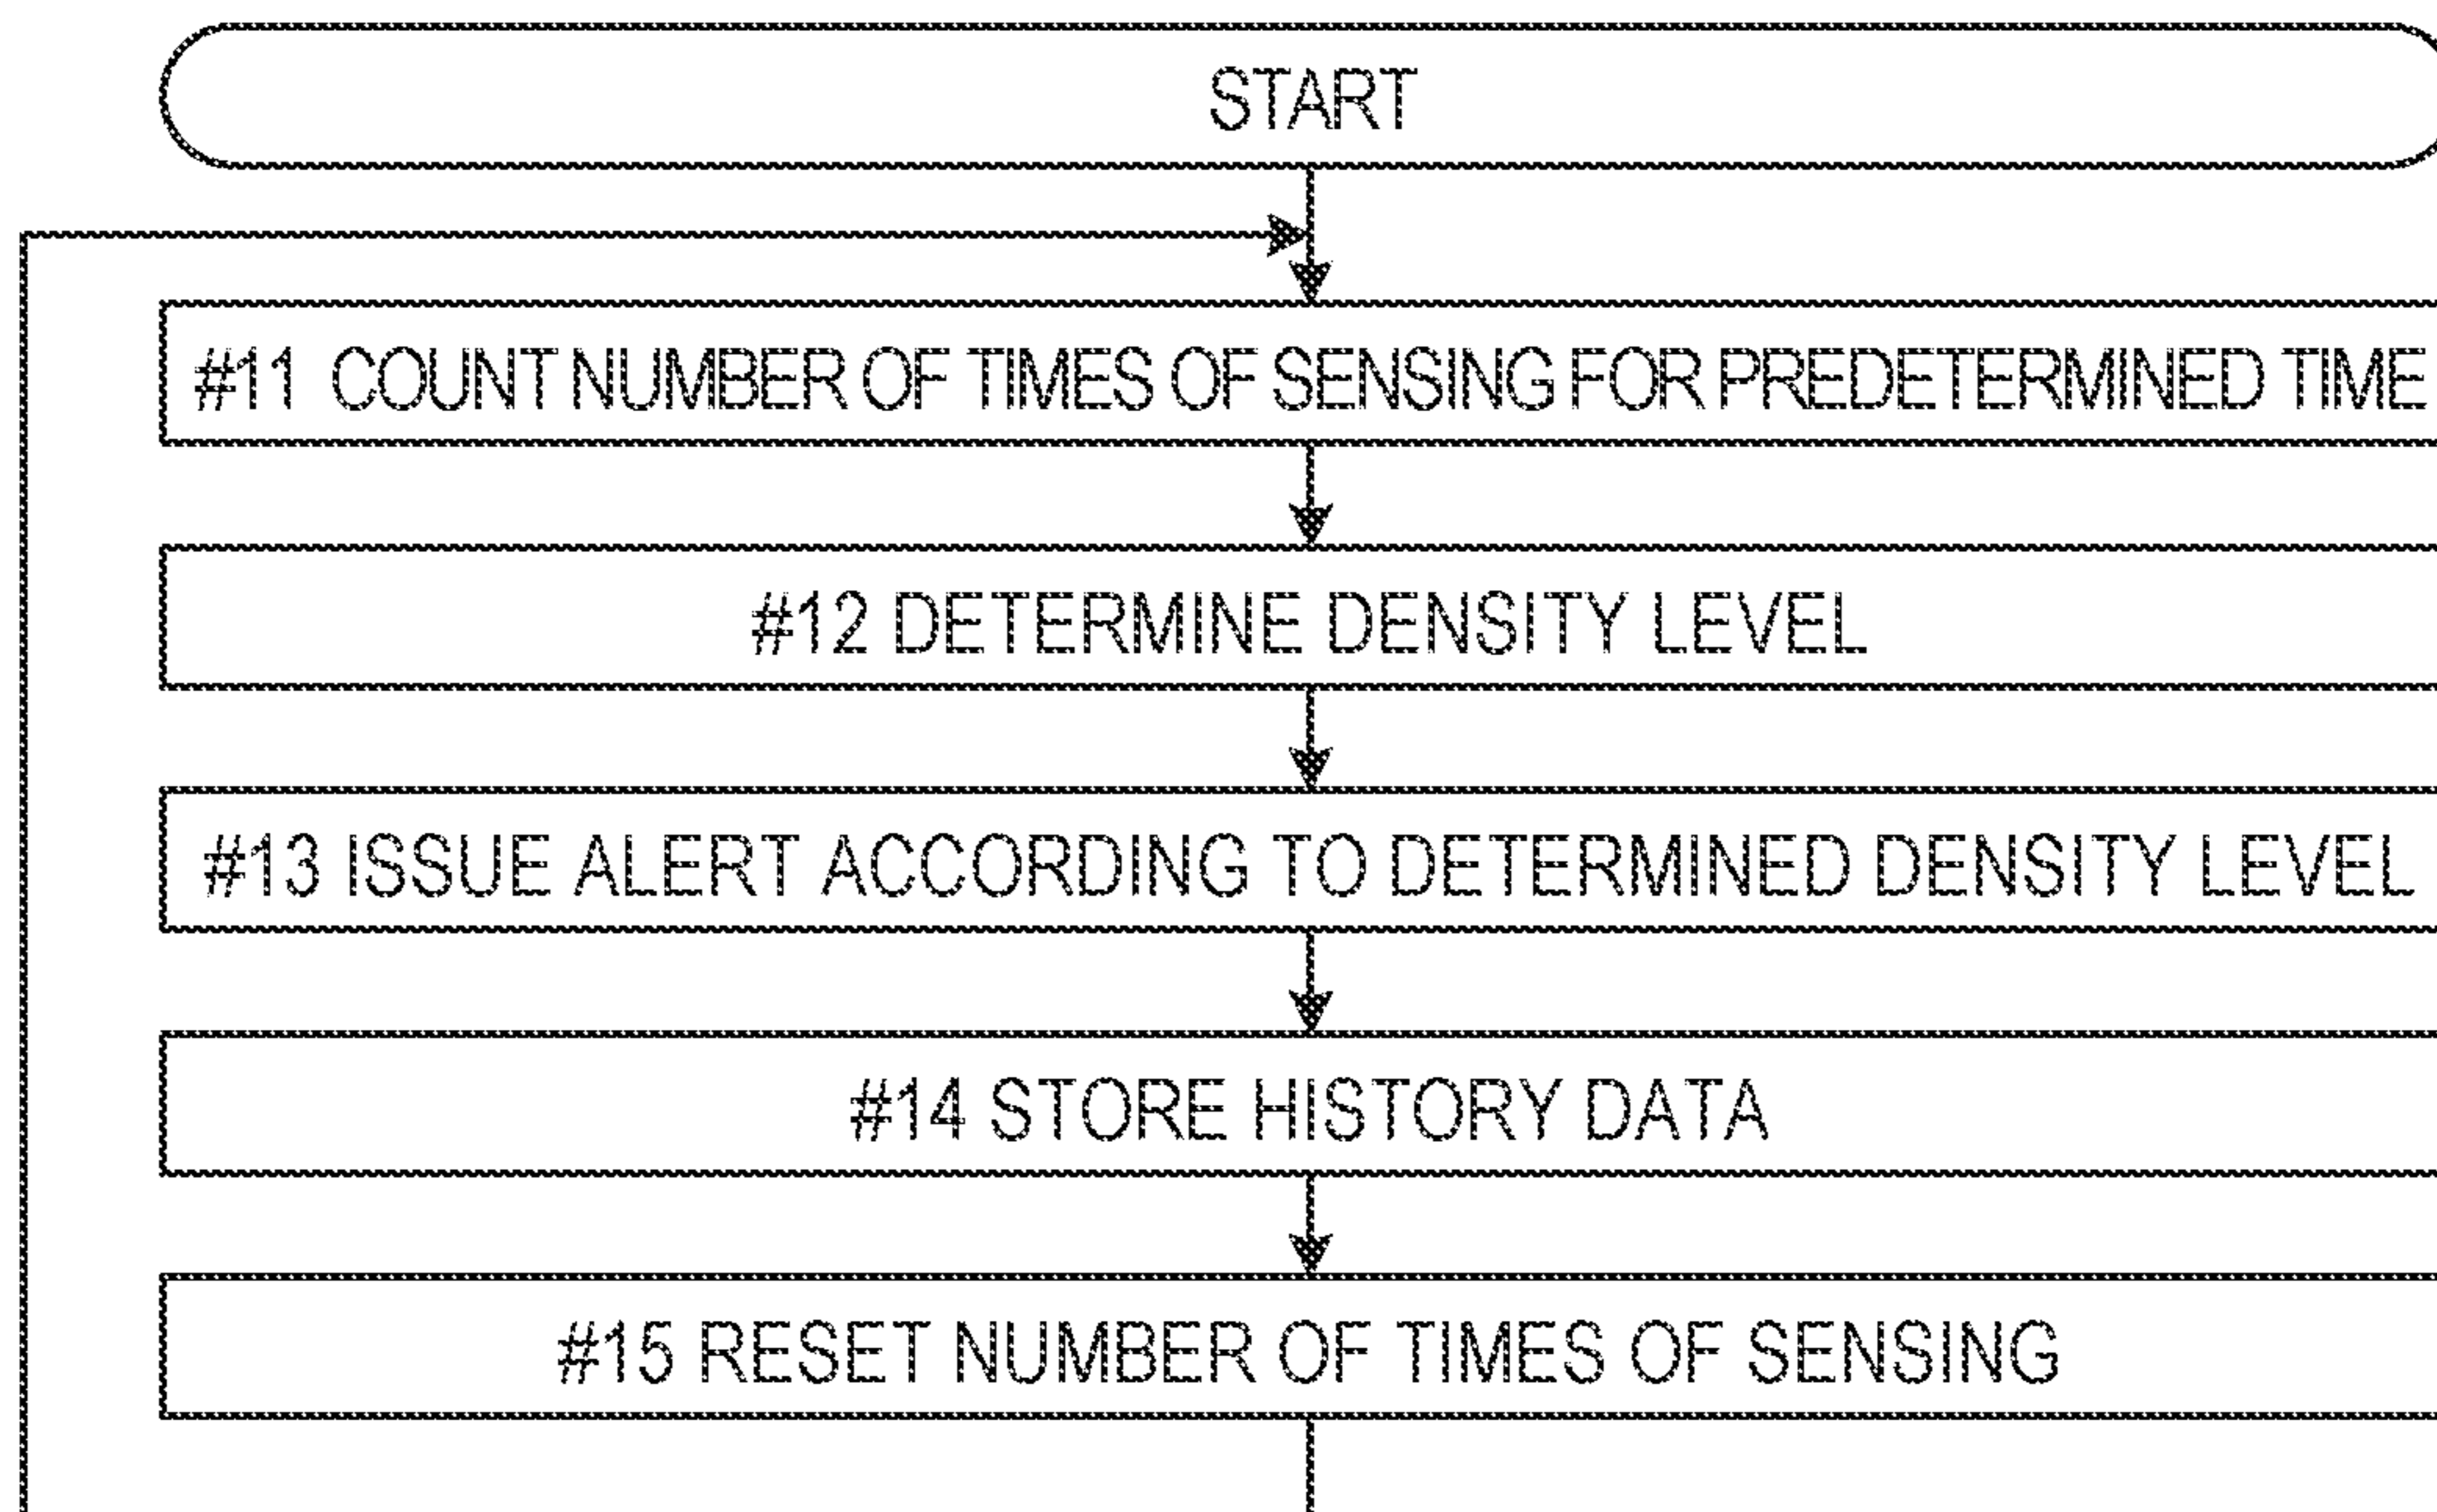 START
#11 COUNT NUMBER OF TIMES OF SENSING FOR PREDETERMINED TIME
#12 DETERMINE DENSITY LEVEL
#13 ISSUE ALERT ACCORDING TO DETERMINED DENSITY LEVEL
#14 STORE HISTORY DATA
#15 RESET NUMBER OF TIMES OF SENSING